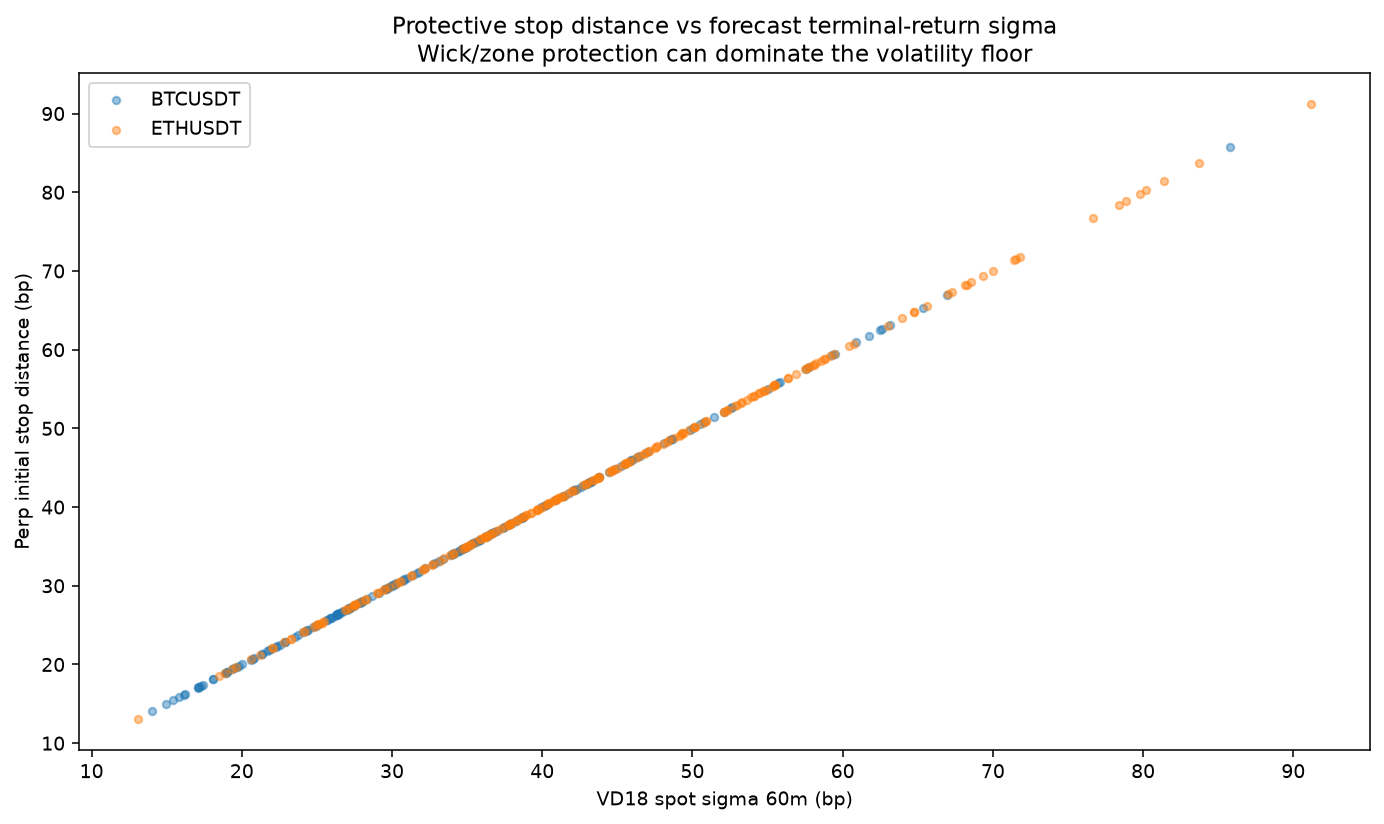 Protective stop distance vs forecast terminal-return sigma
Wick/zone protection can dominate the volatility floor
BTCUSDT
ETHUSDT
Perp initial stop distance (bp)
90
80
70
60
50
40
30
20
10
10 20 30 40 50 60 70 80 90
VD18 spot sigma 60m (bp)